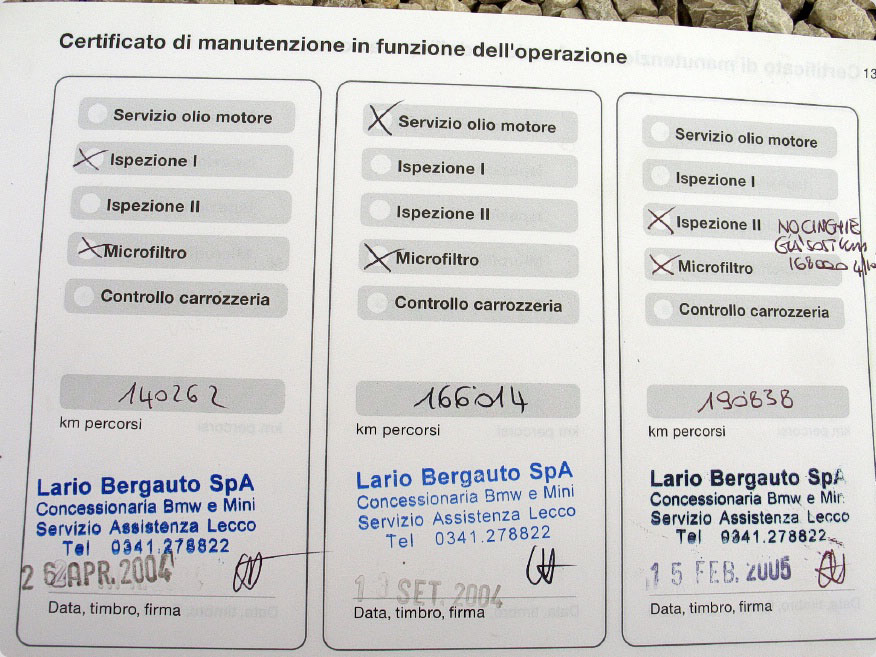 Certificato di manutenzione in funzione dell'operazione
13
Servizio olio motore
Ispezione I
Ispezione II
Microfiltro
Controllo carrozzeria
140262
km percorsi
Lario Bergauto SpA
Concessionaria Bmw e Mini
Servizio Assistenza Lecco
Tel 0341.278822
26 APR. 2004
Data, timbro, firma
Servizio olio motore
Ispezione I
Ispezione II
Microfiltro
Controllo carrozzeria
166014
km percorsi
Lario Bergauto SpA
Concessionaria Bmw e Mini
Servizio Assistenza Lecco
Tel 0341.278822
SET. 2004
Data, timbro, firma
Servizio olio motore
Ispezione I
Ispezione II NO CINGHIE
GIA' SOST. Km
Microfiltro 168000
Controllo carrozzeria
190838
km percorsi
Lario Bergauto SpA
Concessionaria Bmw e Mini
Servizio Assistenza Lecco
Tel 0341.278822
15 FEB. 2005
Data, timbro, firma